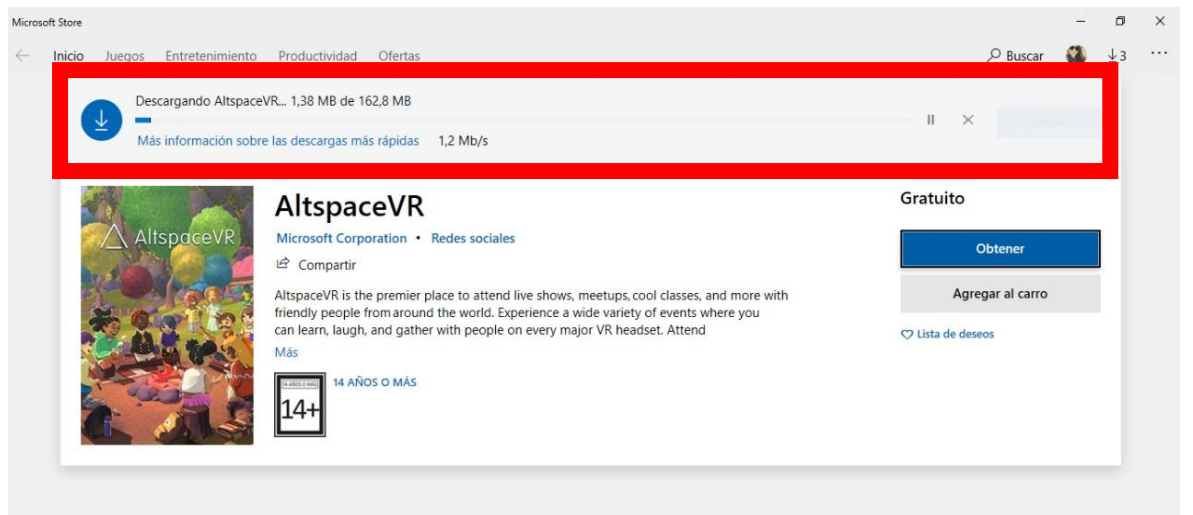 Microsoft Store
Inicio Juegos Entretenimiento Productividad Ofertas Buscar 3
Descargando AltspaceVR... 1,38 MB de 162,8 MB
Más información sobre las descargas más rápidas 1,2 Mb/s
AltspaceVR
AltspaceVR
Microsoft Corporation • Redes sociales
Compartir
AltspaceVR is the premier place to attend live shows, meetups, cool classes, and more with
friendly people from around the world. Experience a wide variety of events where you
can learn, laugh, and gather with people on every major VR headset. Attend
Más
14 AÑOS O MÁS
14+
14 AÑOS O MÁS
Gratuito
Obtener
Agregar al carro
Lista de deseos